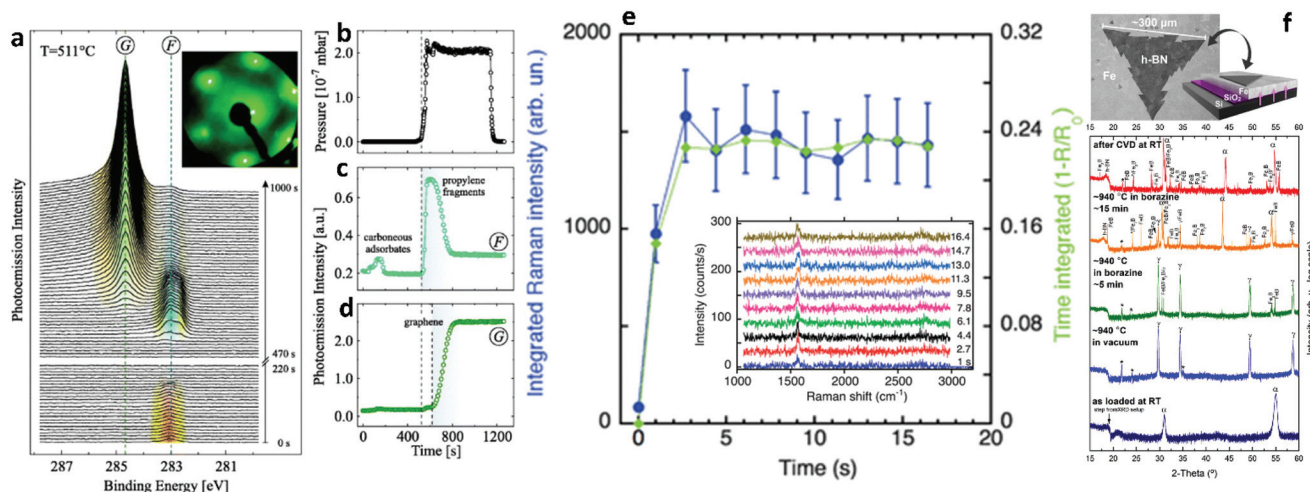 a
T=511°C
G
F
1000 s
470 s
220 s
0 s
Photoemission Intensity
287
285
283
281
Binding Energy [eV]
b
Pressure [10⁻⁷ mbar]
2.0
1.0
0.0
c
propylene
fragments
carboneous
adsorbates
F
0.6
0.4
0.2
d
graphene
G
2.0
1.0
0.0
Photoemission Intensity [a.u.]
0
400
800
1200
Time [s]
e
Integrated Raman intensity (arb. un.)
2000
1000
0
0.32
0.24
0.16
0.08
0.00
Time integrated (1-R/R₀)
0
5
10
15
20
Time (s)
Intensity (counts/s)
300
200
100
0
16.4
14.7
13.0
11.3
9.5
7.8
6.1
4.4
2.7
1 s
1000
1500
2000
2500
3000
Raman shift (cm⁻¹)
f
~300 µm
h-BN
Fe
Fe
SiO₂
Si
15 20 25 30 35 40 45 50 55 60
after CVD at RT
~940 °C in borazine
~15 min
~940 °C
in borazine
~5 min
~940 °C
in vacuum
as loaded at RT
step from XRD setup
15 20 25 30 35 40 45 50 55 60
2-Theta (º)